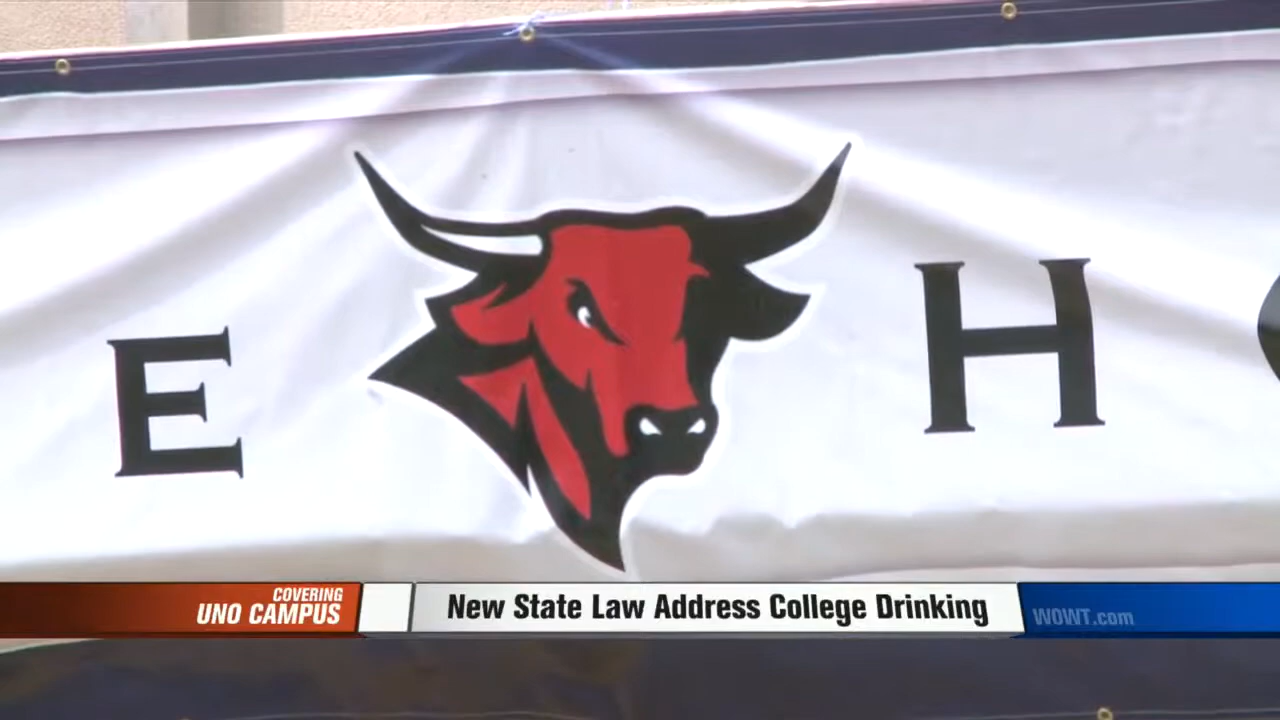 E H
COVERING
UNO CAMPUS
New State Law Address College Drinking
WOWT.com